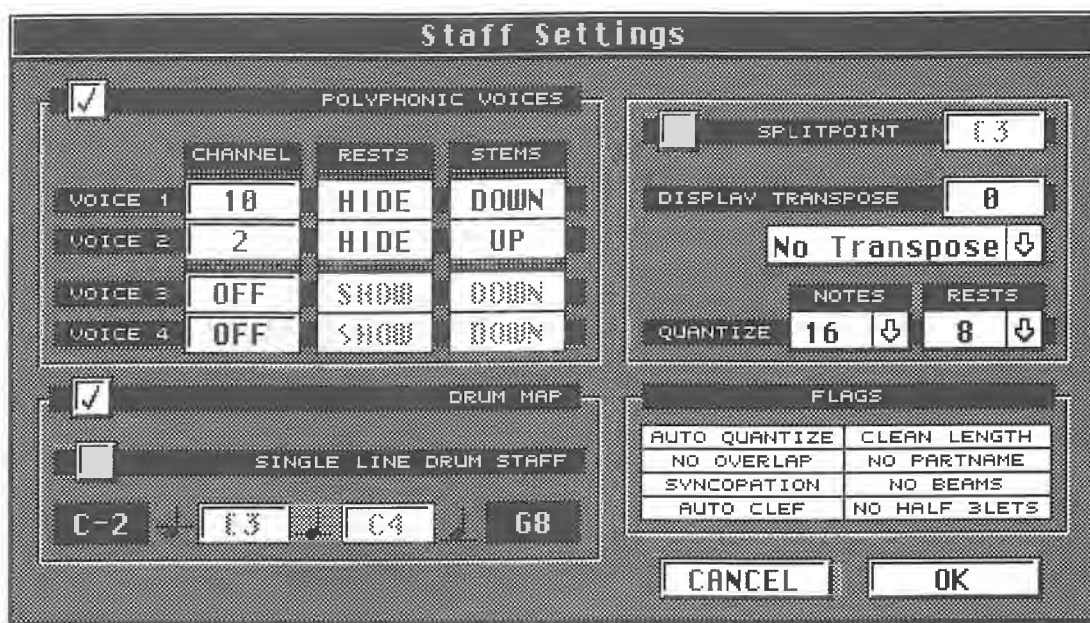 Staff Settings
POLYPHONIC VOICES
CHANNEL RESTS STEMS
VOICE 1 10 HIDE DOWN
VOICE 2 2 HIDE UP
VOICE 3 OFF SHOW DOWN
VOICE 4 OFF SHOW DOWN
SPLITPOINT C3
DISPLAY TRANSPOSE 0
No Transpose
NOTES RESTS
QUANTIZE 16 8
DRUM MAP
SINGLE LINE DRUM STAFF
C-2 C3 C4 G8
FLAGS
AUTO QUANTIZE CLEAN LENGTH
NO OVERLAP NO PARTNAME
SYNCOPATION NO BEAMS
AUTO CLEF NO HALF 3LETS
CANCEL OK